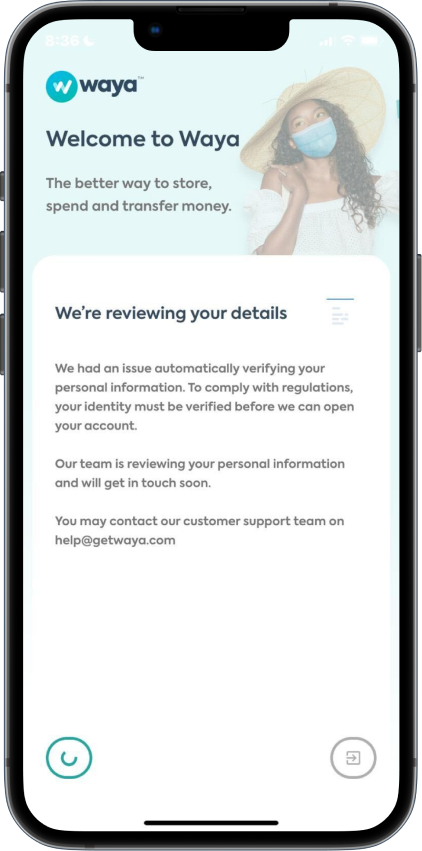 8:36
waya™
Welcome to Waya
The better way to store,
spend and transfer money.
We're reviewing your details
We had an issue automatically verifying your
personal information. To comply with regulations,
your identity must be verified before we can open
your account.
Our team is reviewing your personal information
and will get in touch soon.
You may contact our customer support team on
help@getwaya.com